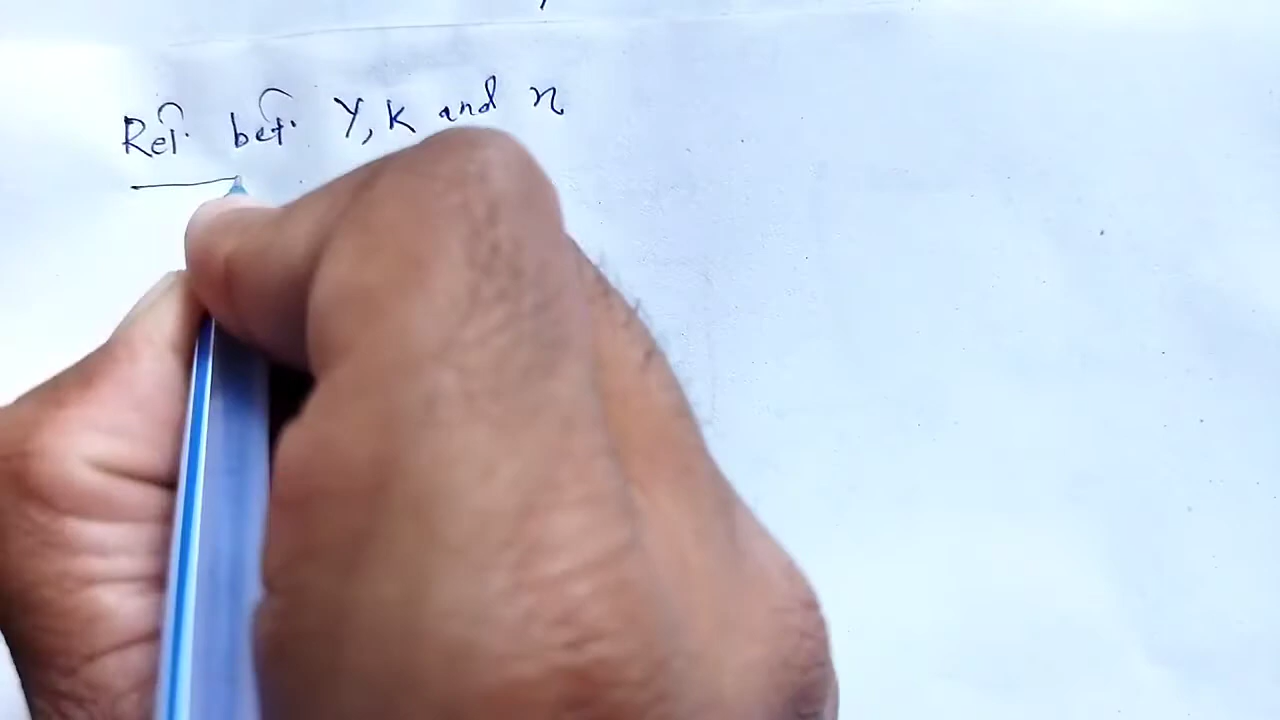 Rel. bet. Y, K and n